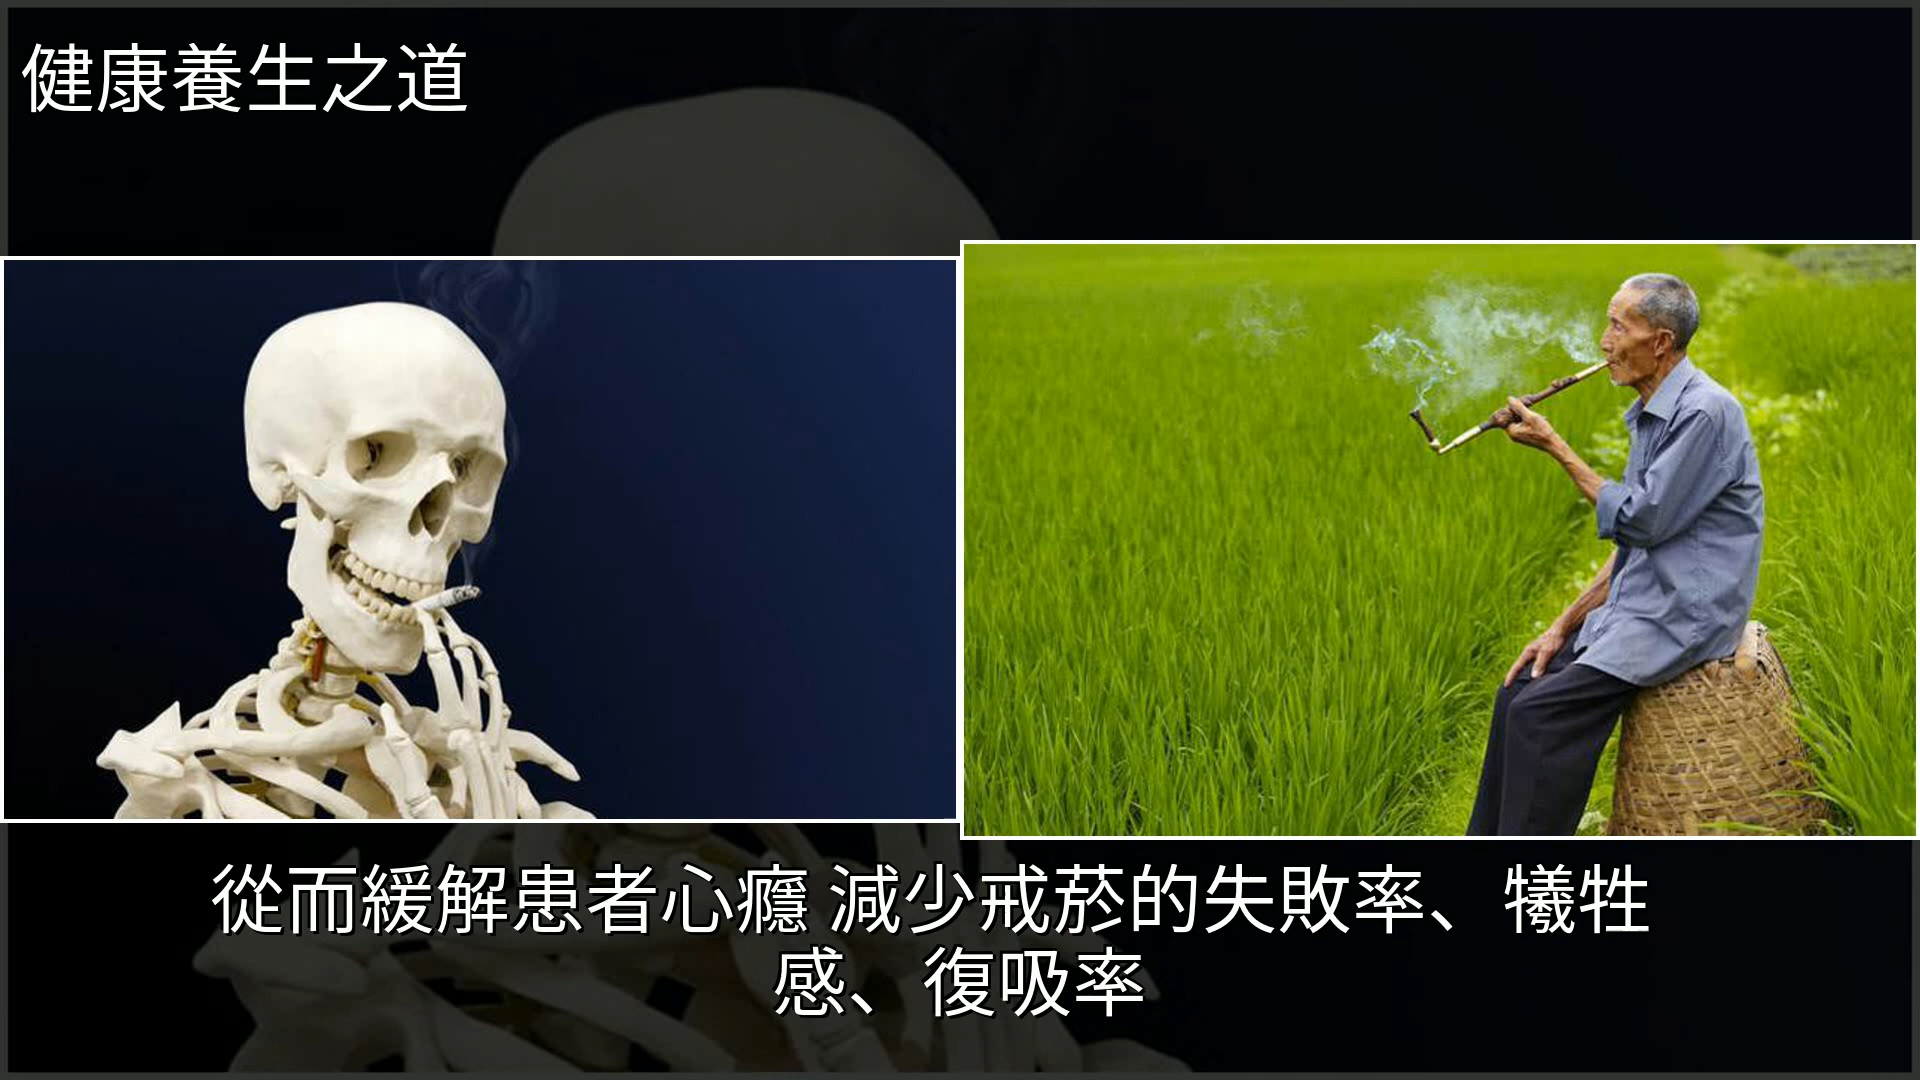 健康養生之道
從而緩解患者心癮 減少戒菸的失敗率、犧牲
感、復吸率